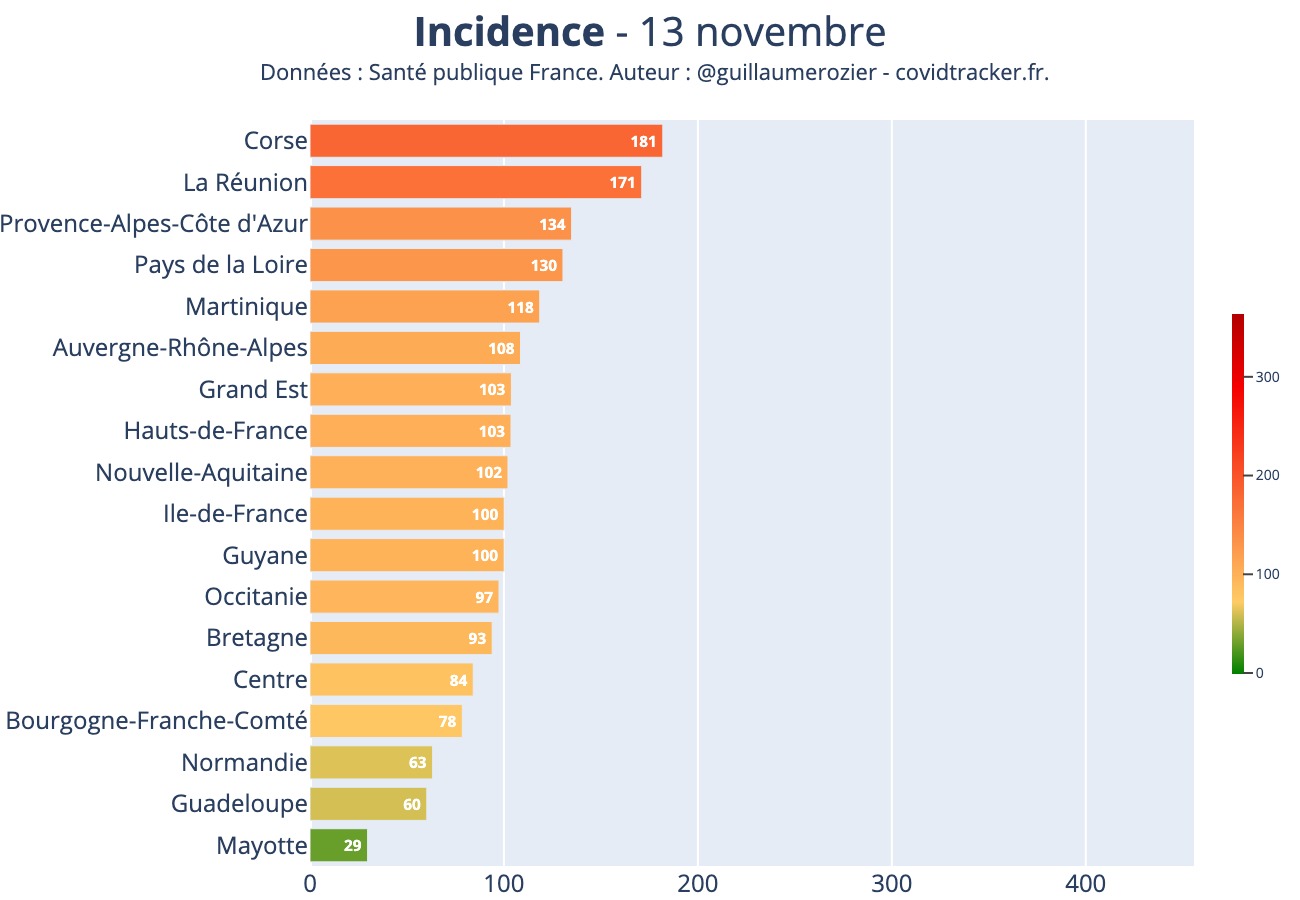 Incidence - 13 novembre
Données : Santé publique France. Auteur : @guillaumerozier - covidtracker.fr.
Corse 181
La Réunion 171
Provence-Alpes-Côte d'Azur 134
Pays de la Loire 130
Martinique 118
Auvergne-Rhône-Alpes 108
Grand Est 103
Hauts-de-France 103
Nouvelle-Aquitaine 102
Ile-de-France 100
Guyane 100
Occitanie 97
Bretagne 93
Centre 84
Bourgogne-Franche-Comté 78
Normandie 63
Guadeloupe 60
Mayotte 29
0 100 200 300 400
300
200
100
0